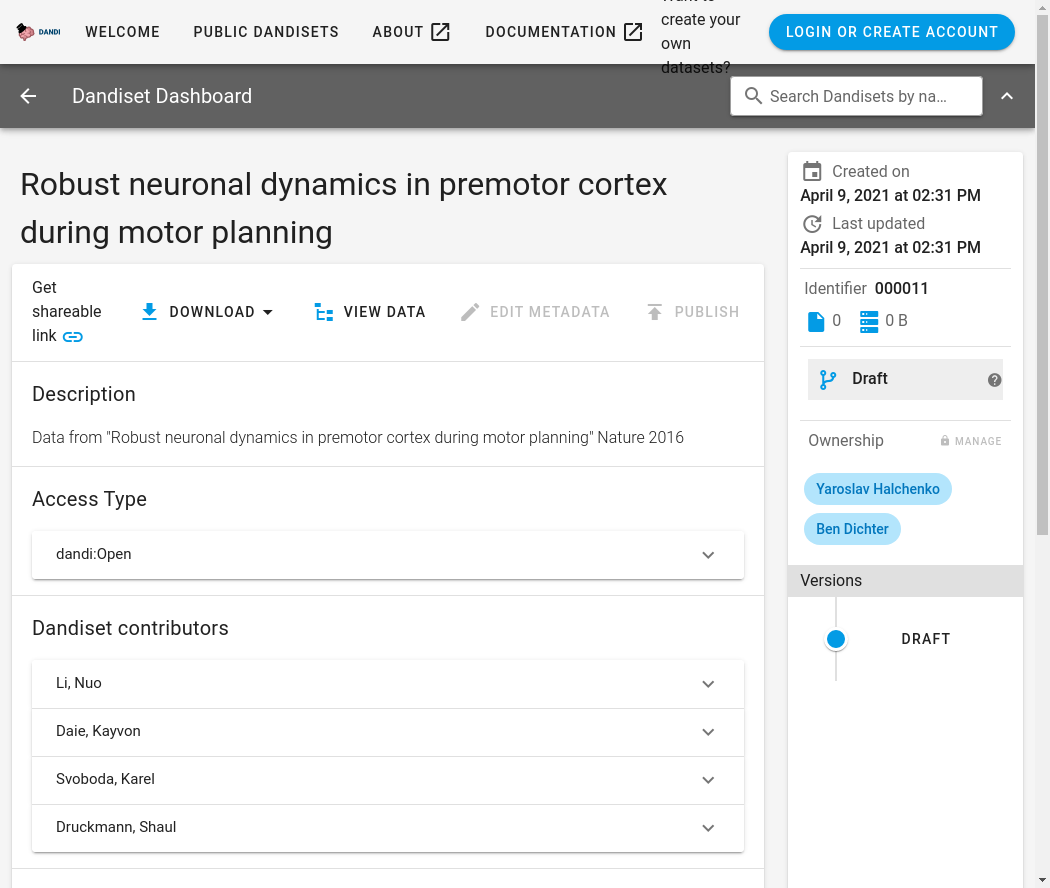 DANDI
WELCOME
PUBLIC DANDISETS
ABOUT
DOCUMENTATION
create your
own
datasets?
LOGIN OR CREATE ACCOUNT
Dandiset Dashboard
Search Dandisets by na…
Robust neuronal dynamics in premotor cortex
during motor planning
Get
shareable
link
DOWNLOAD
VIEW DATA
EDIT METADATA
PUBLISH
Description
Data from "Robust neuronal dynamics in premotor cortex during motor planning" Nature 2016
Access Type
dandi:Open
Dandiset contributors
Li, Nuo
Daie, Kayvon
Svoboda, Karel
Druckmann, Shaul
Created on
April 9, 2021 at 02:31 PM
Last updated
April 9, 2021 at 02:31 PM
Identifier 000011
0
0 B
Draft
Ownership
MANAGE
Yaroslav Halchenko
Ben Dichter
Versions
DRAFT